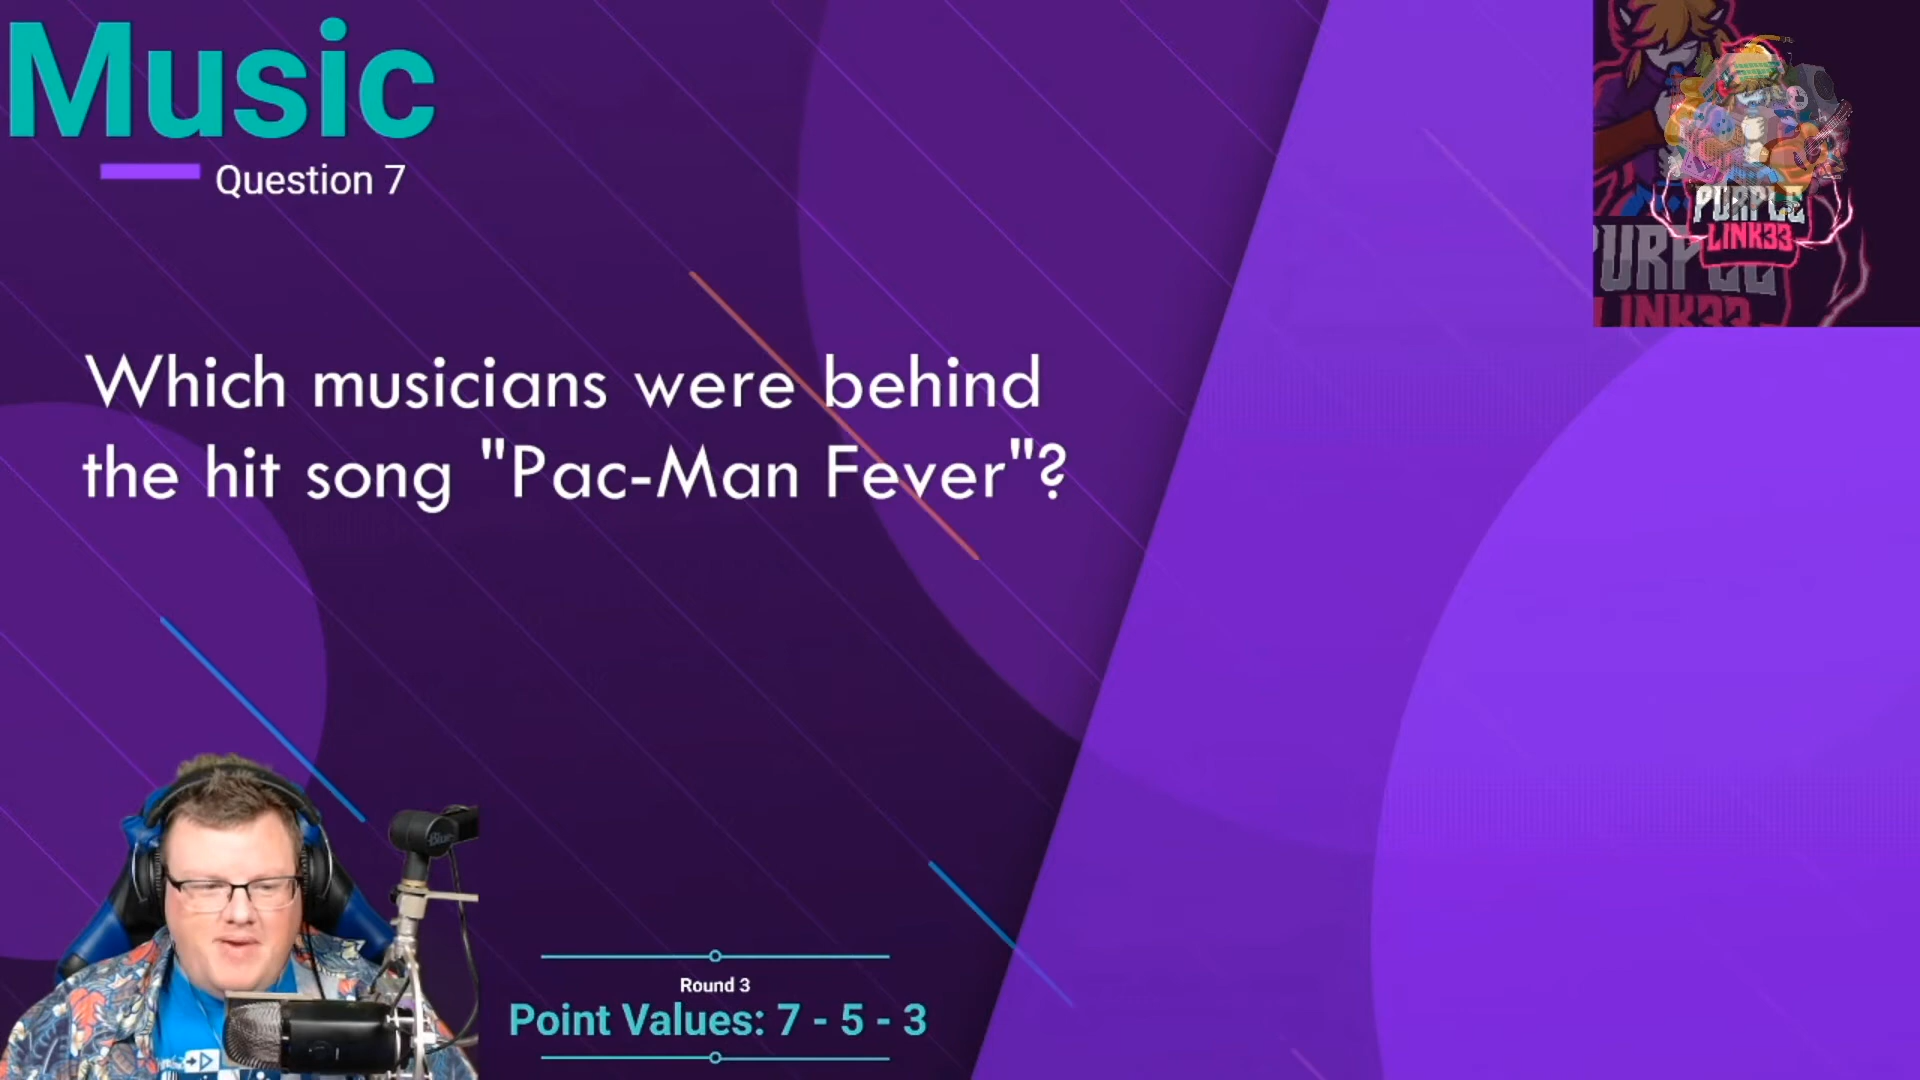 Music
Question 7
PURPLE
LINK33
Which musicians were behind
the hit song "Pac-Man Fever"?
Blue
Round 3
Point Values: 7 - 5 - 3